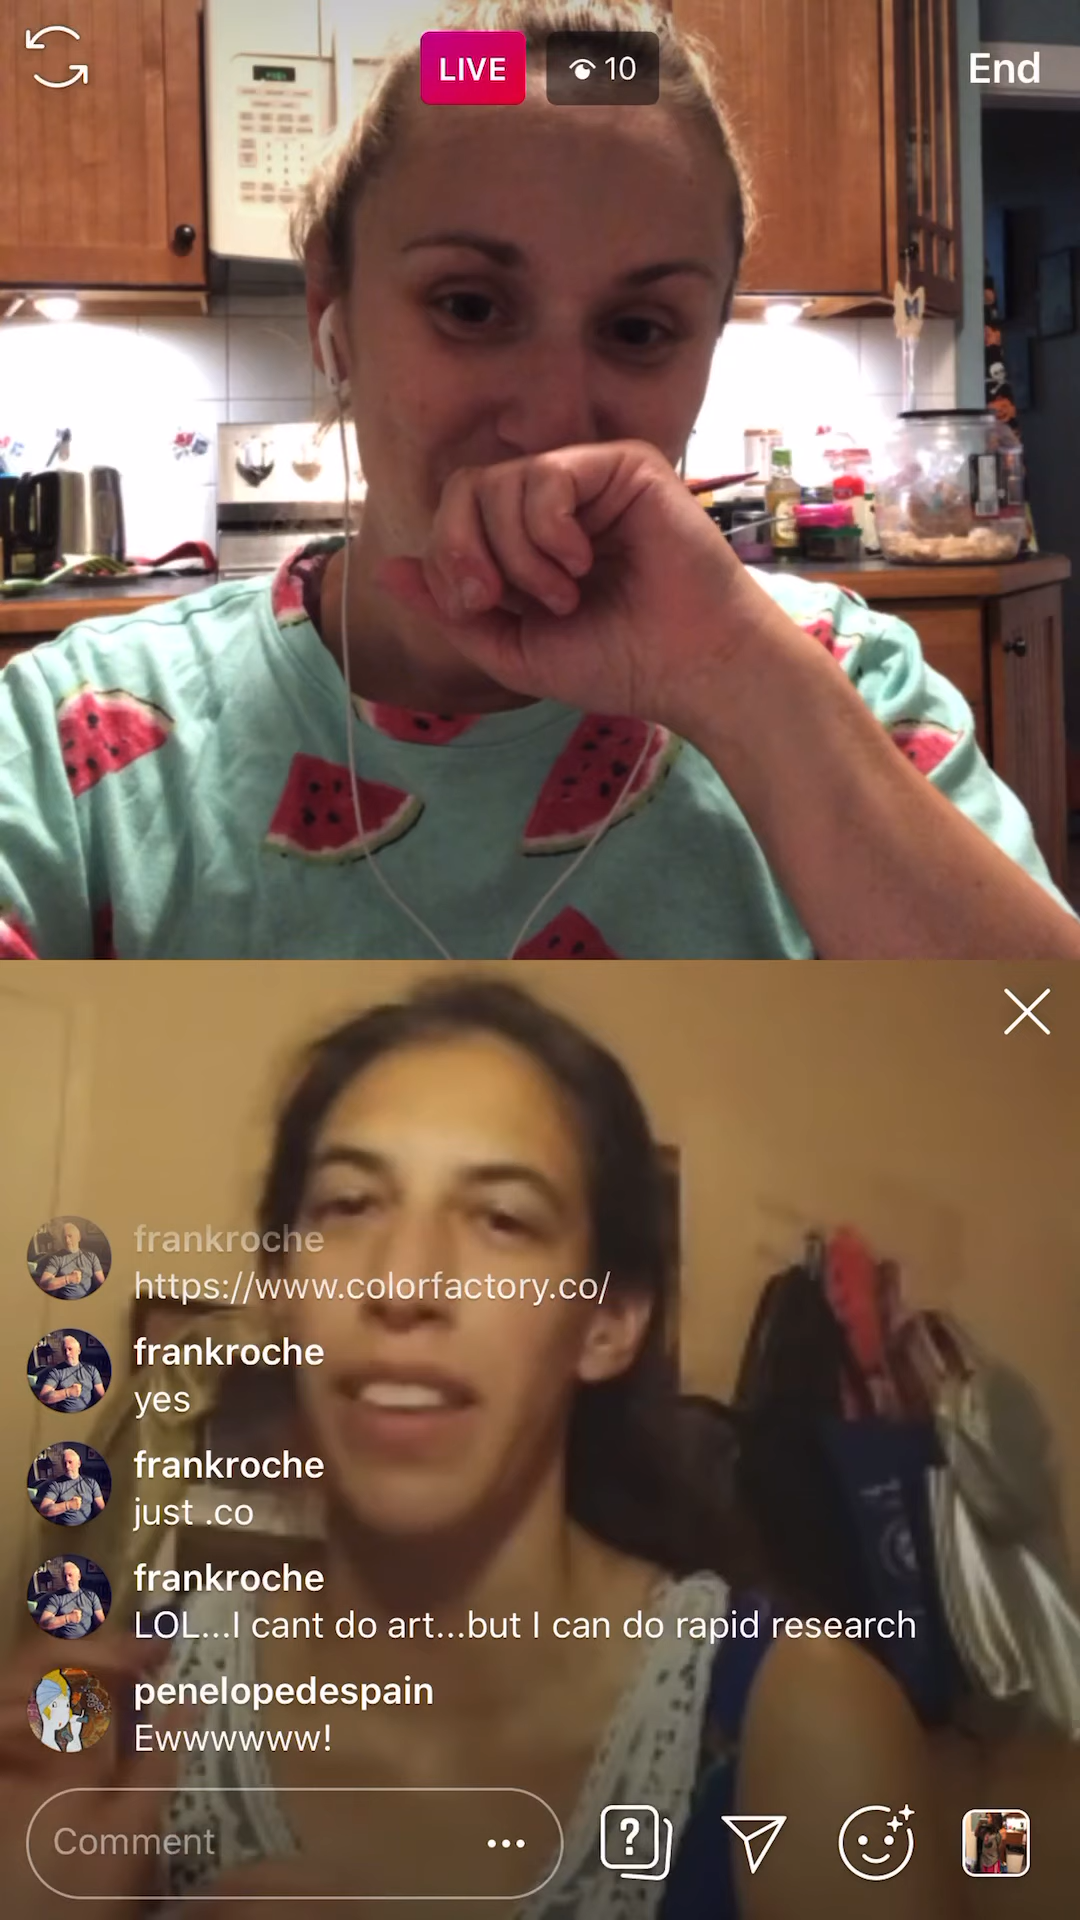 LIVE
10
End
frankroche
https://www.colorfactory.co/
frankroche
yes
frankroche
just .co
frankroche
LOL...I cant do art...but I can do rapid research
penelopedespain
Ewwwwww!
Comment
?